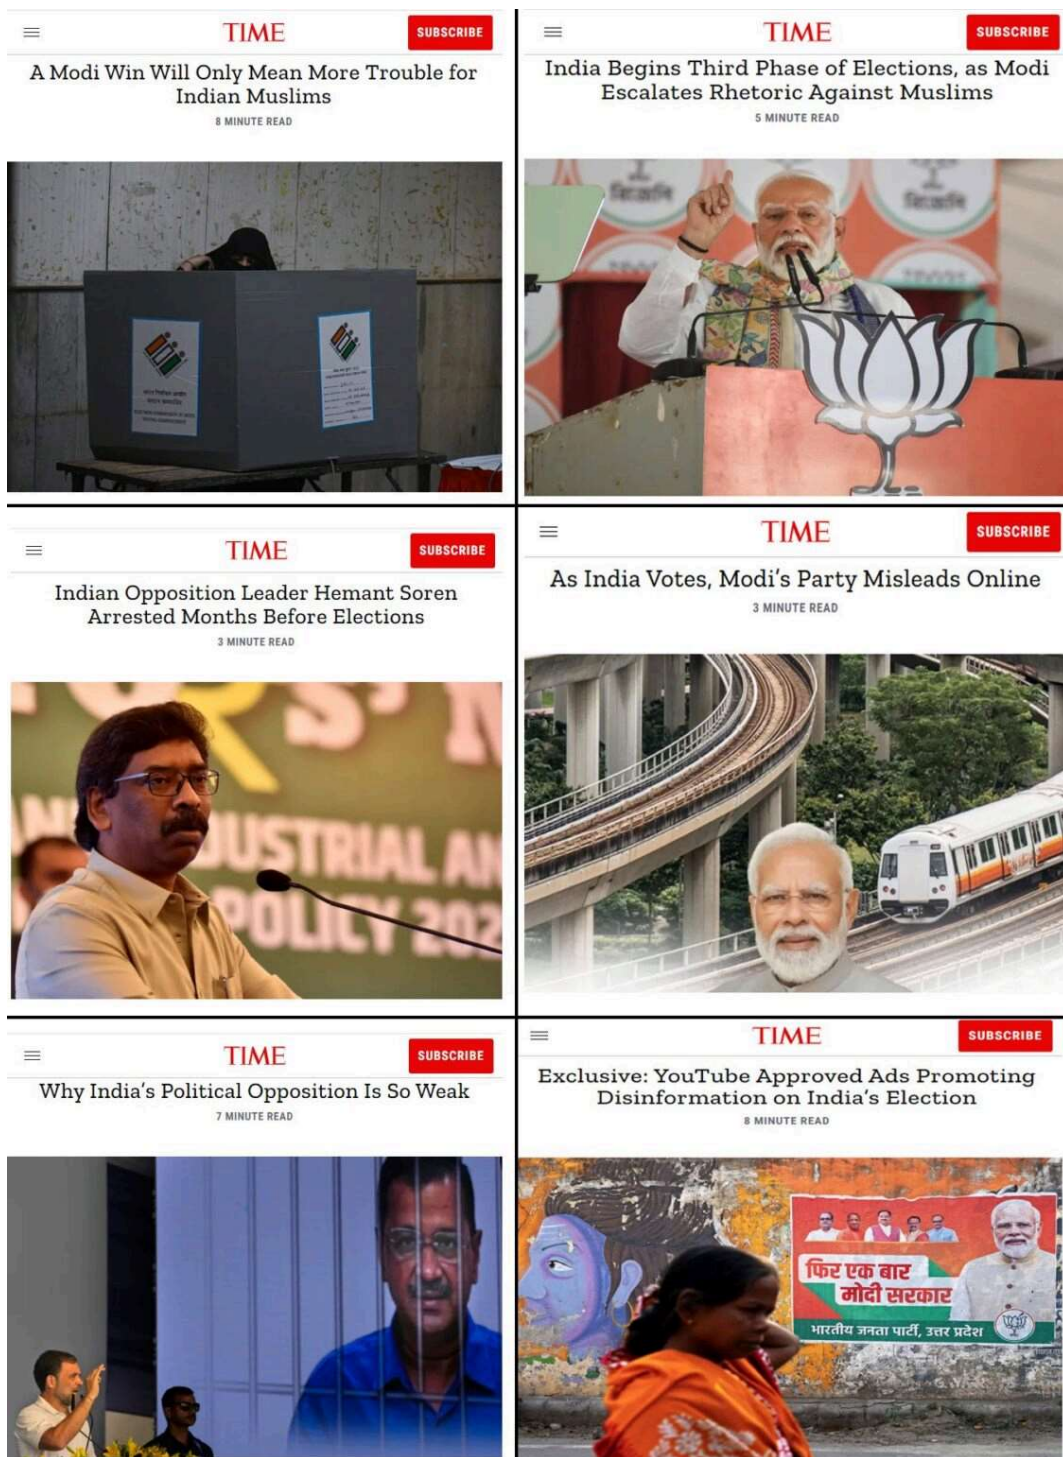 TIME
SUBSCRIBE
A Modi Win Will Only Mean More Trouble for
Indian Muslims
8 MINUTE READ
TIME
SUBSCRIBE
India Begins Third Phase of Elections, as Modi
Escalates Rhetoric Against Muslims
5 MINUTE READ
TIME
SUBSCRIBE
Indian Opposition Leader Hemant Soren
Arrested Months Before Elections
3 MINUTE READ
INDUSTRIAL AN
POLICY 202
TIME
SUBSCRIBE
As India Votes, Modi's Party Misleads Online
3 MINUTE READ
TIME
SUBSCRIBE
Why India's Political Opposition Is So Weak
7 MINUTE READ
TIME
SUBSCRIBE
Exclusive: YouTube Approved Ads Promoting
Disinformation on India's Election
8 MINUTE READ
फिर एक बार
मोदी सरकार
भारतीय जनता पार्टी, उत्तर प्रदेश